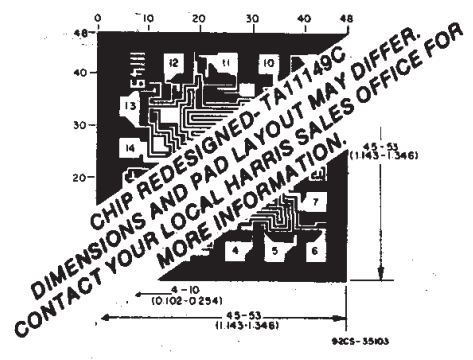 0 10 20 30 40 48
48
40
30
20
12 11 10
13
14
CHIP REDESIGNED- TA11149C
DIMENSIONS AND PAD LAYOUT MAY DIFFER.
CONTACT YOUR LOCAL HARRIS SALES OFFICE FOR
MORE INFORMATION.
45-53
(1.143-1.346)
7
4 5 6
4-10
(0.102-0.254)
45-53
(1.143-1.346)
92CS-35103